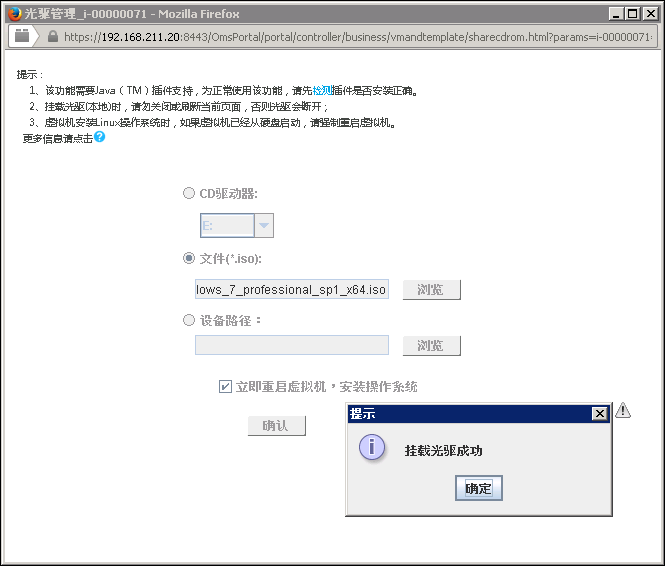 光驱管理_i-00000071 - Mozilla Firefox
https://192.168.211.20:8443/OmsPortal/portal/controller/business/vmandtemplate/sharecdrom.html?params=i-00000071-
提示：
1、该功能需要Java（TM）插件支持，为正常使用该功能，请先检测插件是否安装正确。
2、挂载光驱(本地)时，请勿关闭或刷新当前页面，否则光驱会断开；
3、虚拟机安装Linux操作系统时，如果虚拟机已经从硬盘启动，请强制重启虚拟机。
更多信息请点击?
CD驱动器:
E:
文件(*.iso):
lows_7_professional_sp1_x64.iso 浏览
设备路径：
浏览
立即重启虚拟机，安装操作系统
确认
提示
挂载光驱成功
确定